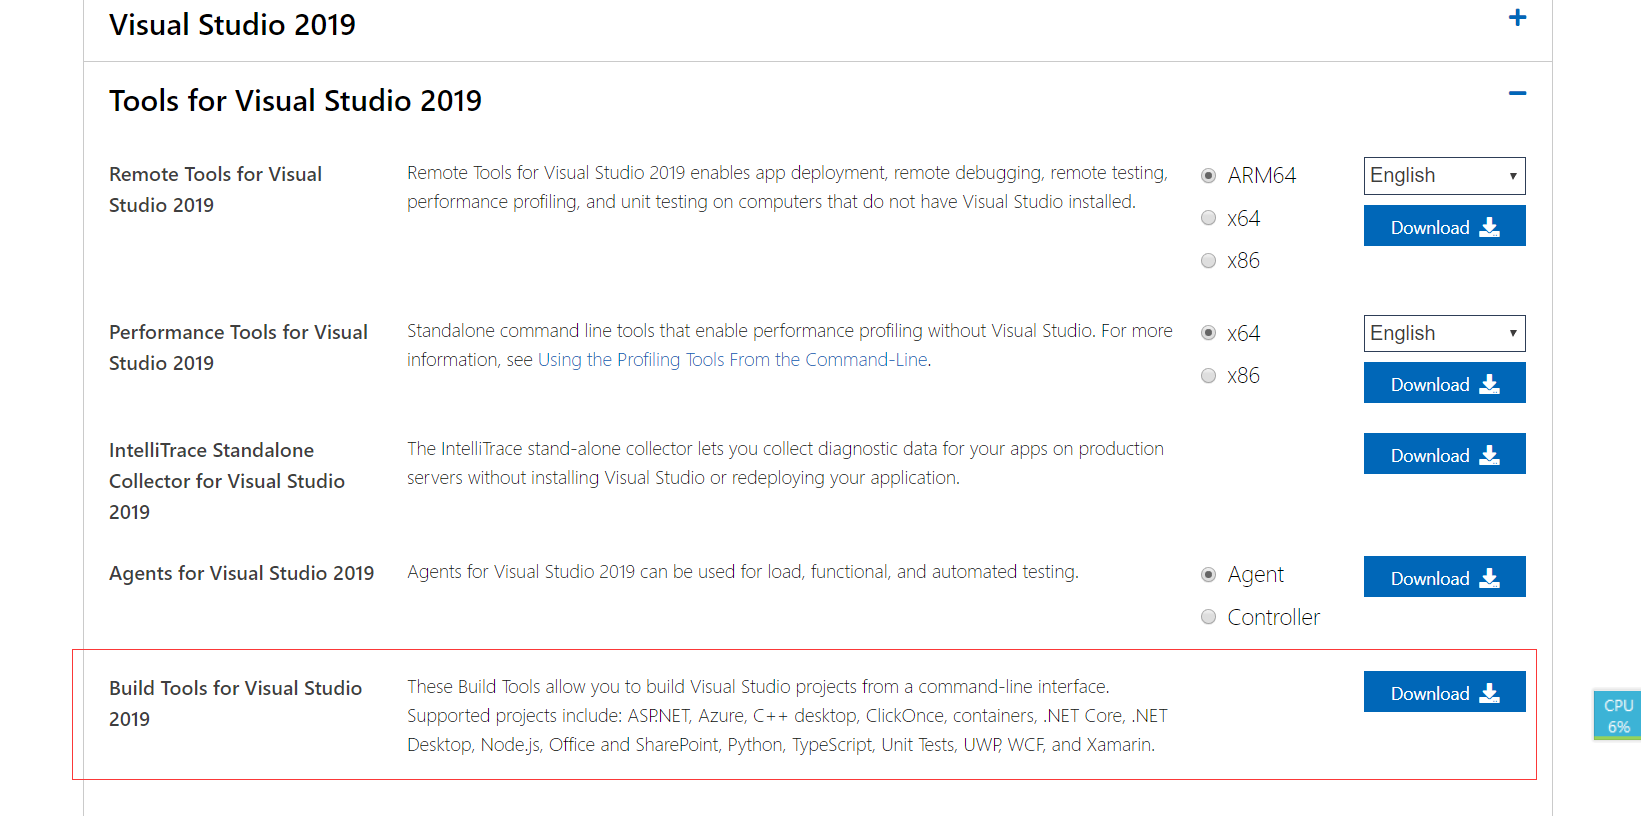 Visual Studio 2019
Tools for Visual Studio 2019
Remote Tools for Visual
Studio 2019
Remote Tools for Visual Studio 2019 enables app deployment, remote debugging, remote testing,
performance profiling, and unit testing on computers that do not have Visual Studio installed.
ARM64
x64
x86
English
Download
Performance Tools for Visual
Studio 2019
Standalone command line tools that enable performance profiling without Visual Studio. For more
information, see Using the Profiling Tools From the Command-Line.
x64
x86
English
Download
IntelliTrace Standalone
Collector for Visual Studio
2019
The IntelliTrace stand-alone collector lets you collect diagnostic data for your apps on production
servers without installing Visual Studio or redeploying your application.
Download
Agents for Visual Studio 2019
Agents for Visual Studio 2019 can be used for load, functional, and automated testing.
Agent
Controller
Download
Build Tools for Visual Studio
2019
These Build Tools allow you to build Visual Studio projects from a command-line interface.
Supported projects include: ASP.NET, Azure, C++ desktop, ClickOnce, containers, .NET Core, .NET
Desktop, Node.js, Office and SharePoint, Python, TypeScript, Unit Tests, UWP, WCF, and Xamarin.
Download
CPU
6%